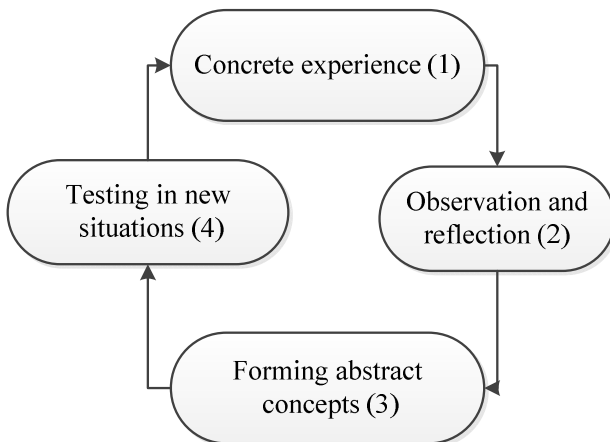 Concrete experience (1)
Observation and
reflection (2)
Forming abstract
concepts (3)
Testing in new
situations (4)